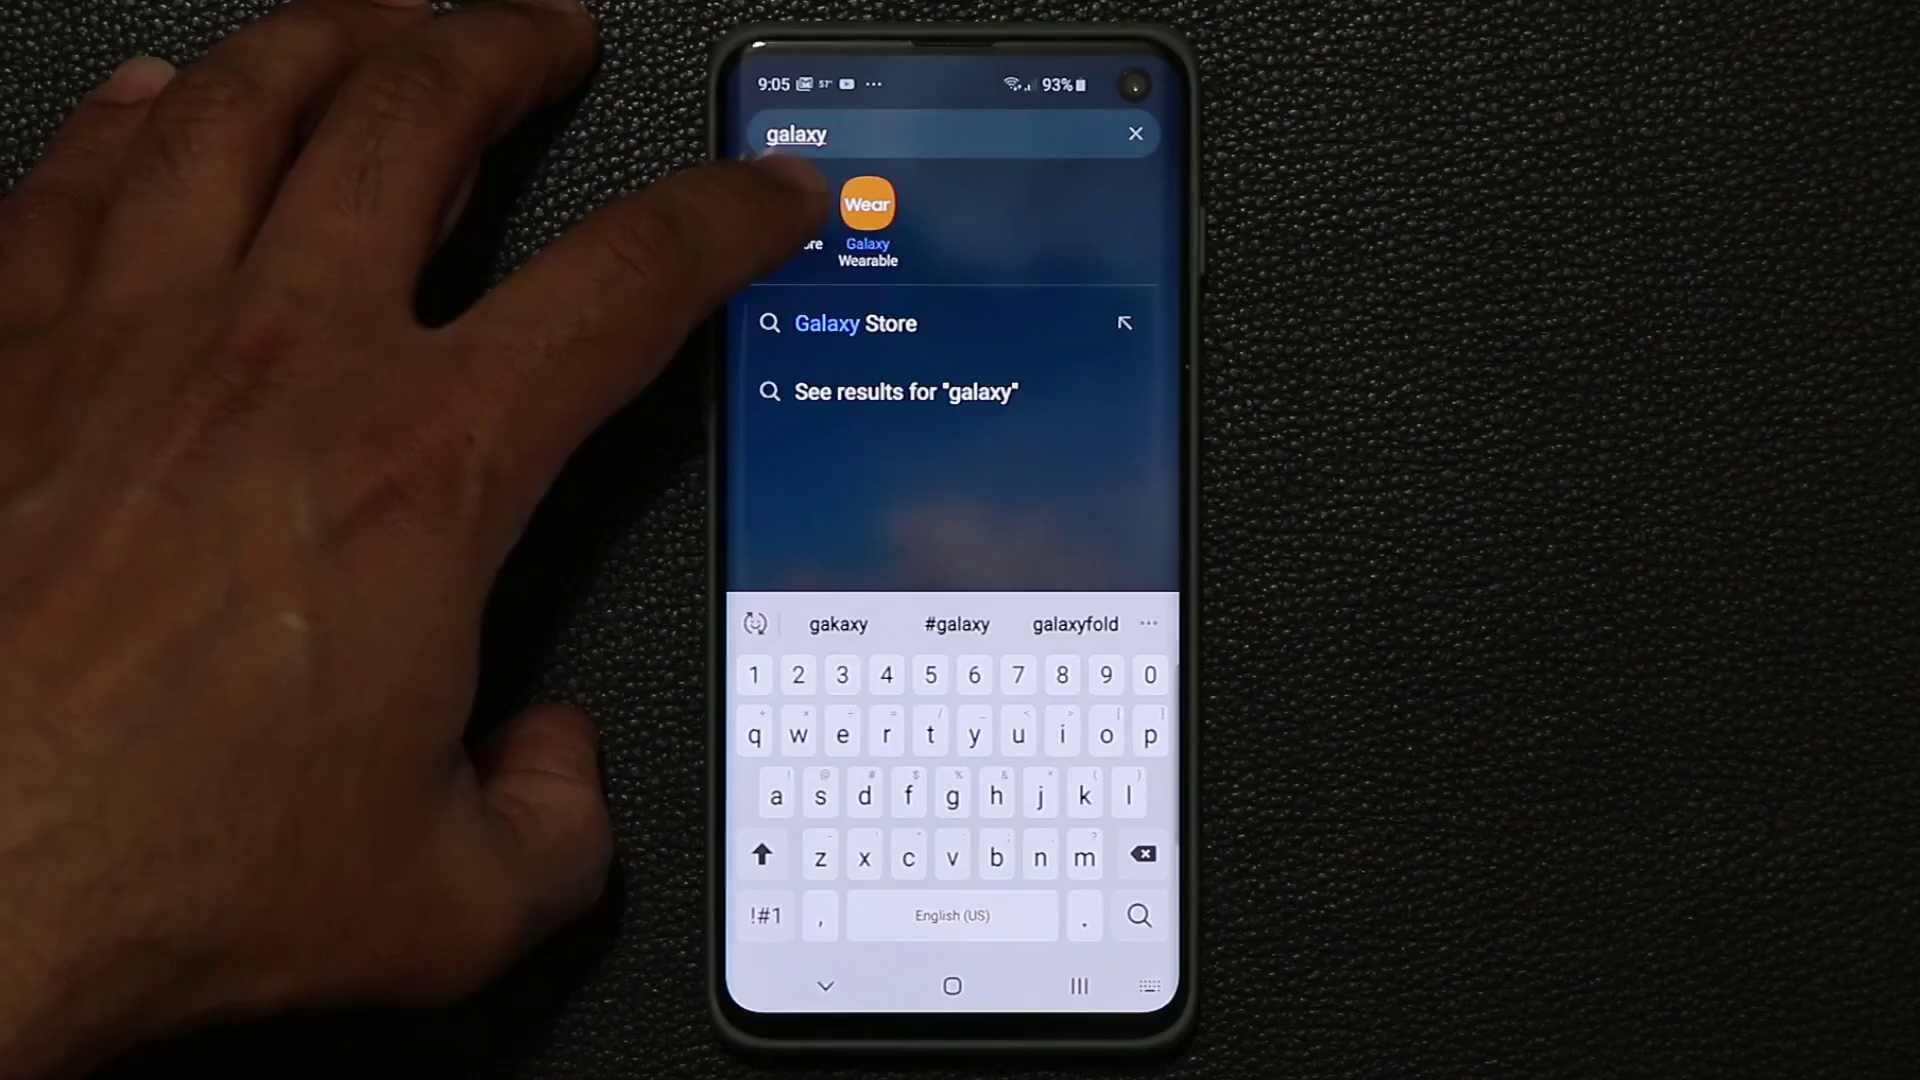 9:05 57° 93%
galaxy
Wear
Galaxy
Wearable
Galaxy Store
See results for "galaxy"
gakaxy #galaxy galaxyfold
1 2 3 4 5 6 7 8 9 0
q w e r t y u i o p
a s d f g h j k l
z x c v b n m
!#1 , English (US) .